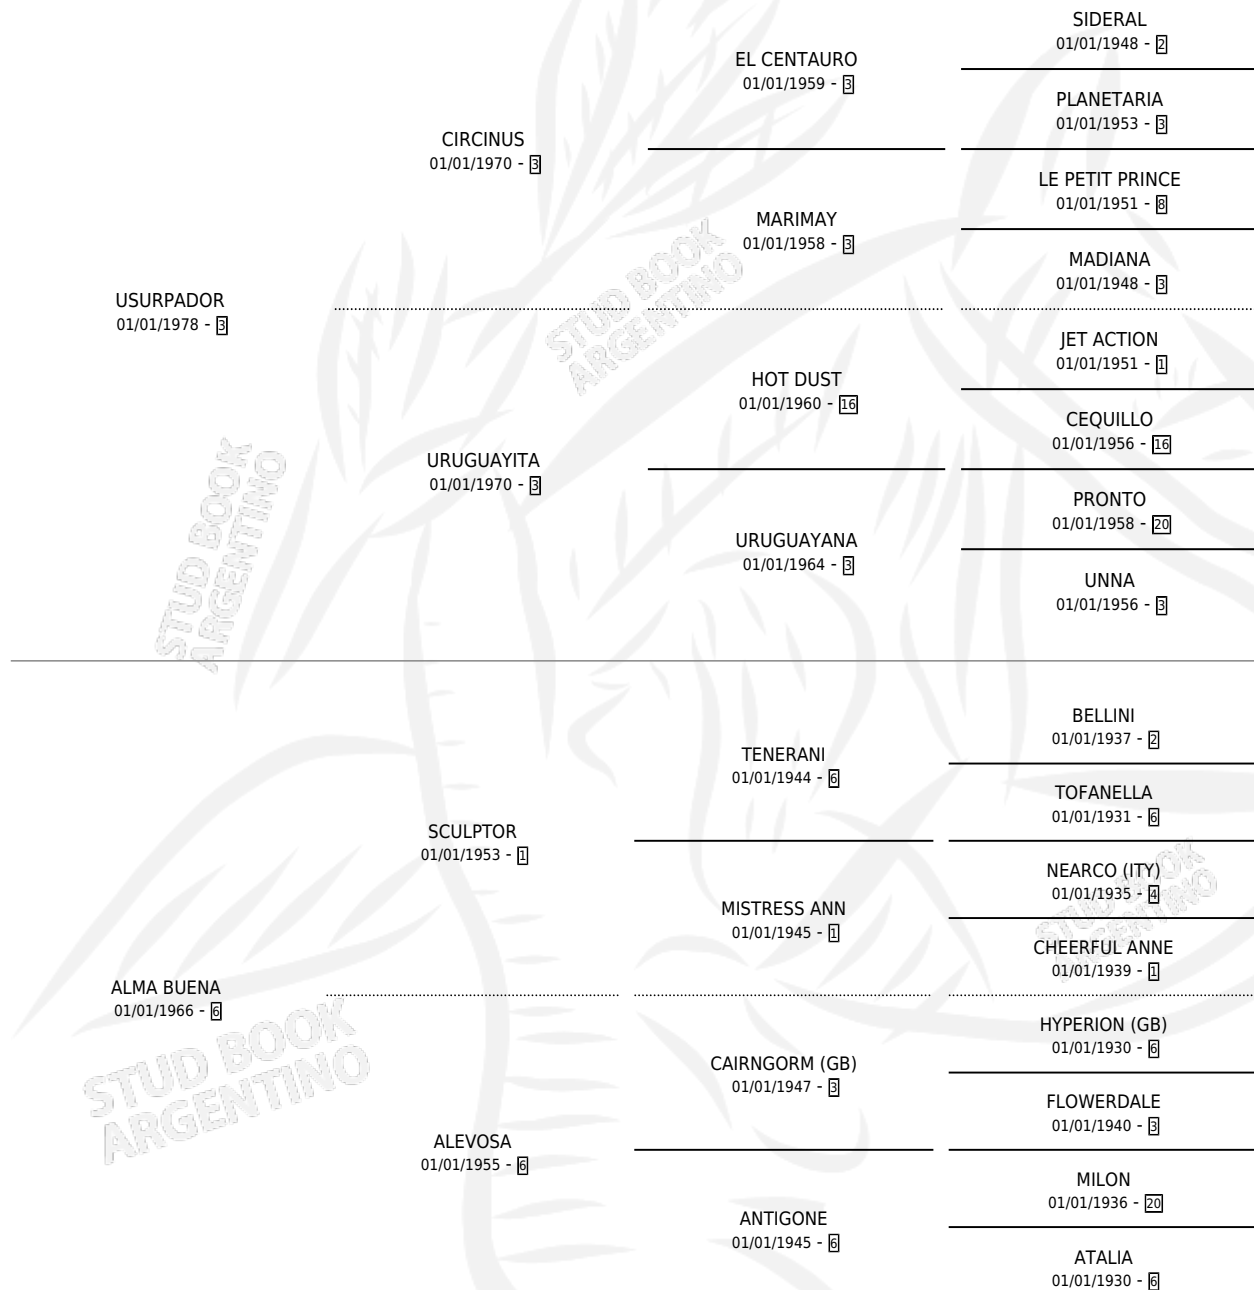 SIDERAL
01/01/1948 - 2
EL CENTAURO
01/01/1959 - 3
PLANETARIA
01/01/1953 - 3
CIRCINUS
01/01/1970 - 3
LE PETIT PRINCE
01/01/1951 - 8
MARIMAY
01/01/1958 - 3
MADIANA
01/01/1948 - 3
USURPADOR
01/01/1978 - 3
JET ACTION
01/01/1951 - 1
HOT DUST
01/01/1960 - 16
CEQUILLO
01/01/1956 - 16
URUGUAYITA
01/01/1970 - 3
PRONTO
01/01/1958 - 20
URUGUAYANA
01/01/1964 - 3
UNNA
01/01/1956 - 3
BELLINI
01/01/1937 - 2
TENERANI
01/01/1944 - 6
TOFANELLA
01/01/1931 - 6
SCULPTOR
01/01/1953 - 1
NEARCO (ITY)
01/01/1935 - 4
MISTRESS ANN
01/01/1945 - 1
CHEERFUL ANNE
01/01/1939 - 1
ALMA BUENA
01/01/1966 - 6
HYPERION (GB)
01/01/1930 - 6
CAIRNGORM (GB)
01/01/1947 - 3
FLOWERDALE
01/01/1940 - 3
ALEVOSA
01/01/1955 - 6
MILON
01/01/1936 - 20
ANTIGONE
01/01/1945 - 6
ATALIA
01/01/1930 - 6
STUD BOOK
ARGENTINO
STUD BOOK
ARGENTINO
STUD BOOK
ARGENTINO
STUD BOOK
ARGENTINO